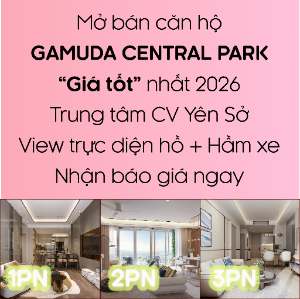 Mở bán căn hộ
GAMUDA CENTRAL PARK
“Giá tốt” nhất 2026
Trung tâm CV Yên Sở
View trực diện hồ + Hầm xe
Nhận báo giá ngay
1PN 2PN 3PN